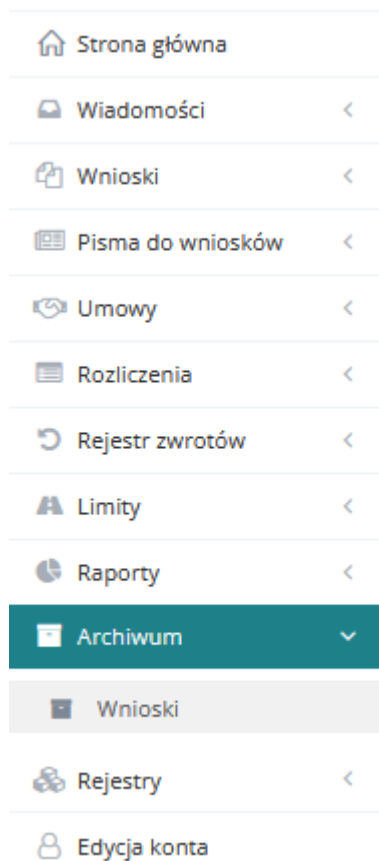 Strona główna
Wiadomości
Wnioski
Pisma do wniosków
Umowy
Rozliczenia
Rejestr zwrotów
Limity
Raporty
Archiwum
Wnioski
Rejestry
Edycja konta